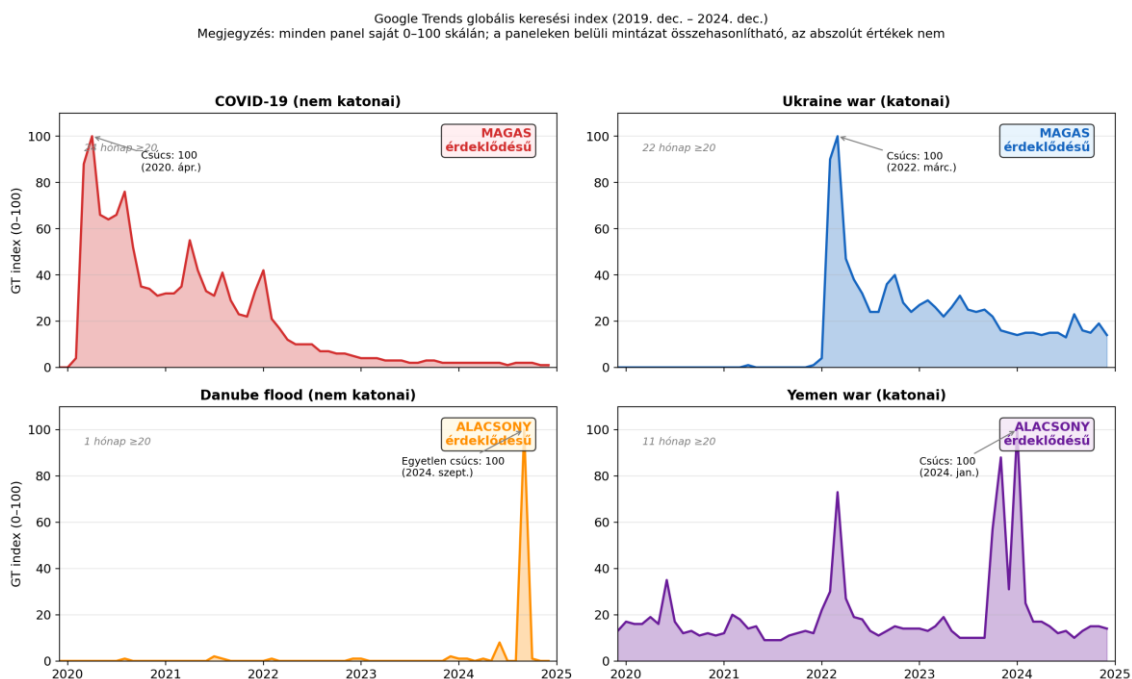 Google Trends globális keresési index (2019. dec. – 2024. dec.)
Megjegyzés: minden panel saját 0–100 skálán; a paneleken belüli mintázat összehasonlítható, az abszolút értékek nem
COVID-19 (nem katonai)
GT index (0–100)
100
80
60
40
20
0
hónap ≥20
Csúcs: 100
(2020. ápr.)
MAGAS
érdeklődésű
Ukraine war (katonai)
100
80
60
40
20
0
22 hónap ≥20
Csúcs: 100
(2022. márc.)
MAGAS
érdeklődésű
Danube flood (nem katonai)
GT index (0–100)
100
80
60
40
20
0
1 hónap ≥20
Egyetlen csúcs: 100
(2024. szept.)
ALACSONY
érdeklődésű
2020
2021
2022
2023
2024
2025
Yemen war (katonai)
100
80
60
40
20
0
11 hónap ≥20
Csúcs: 100
(2024. jan.)
ALACSONY
érdeklődésű
2020
2021
2022
2023
2024
2025